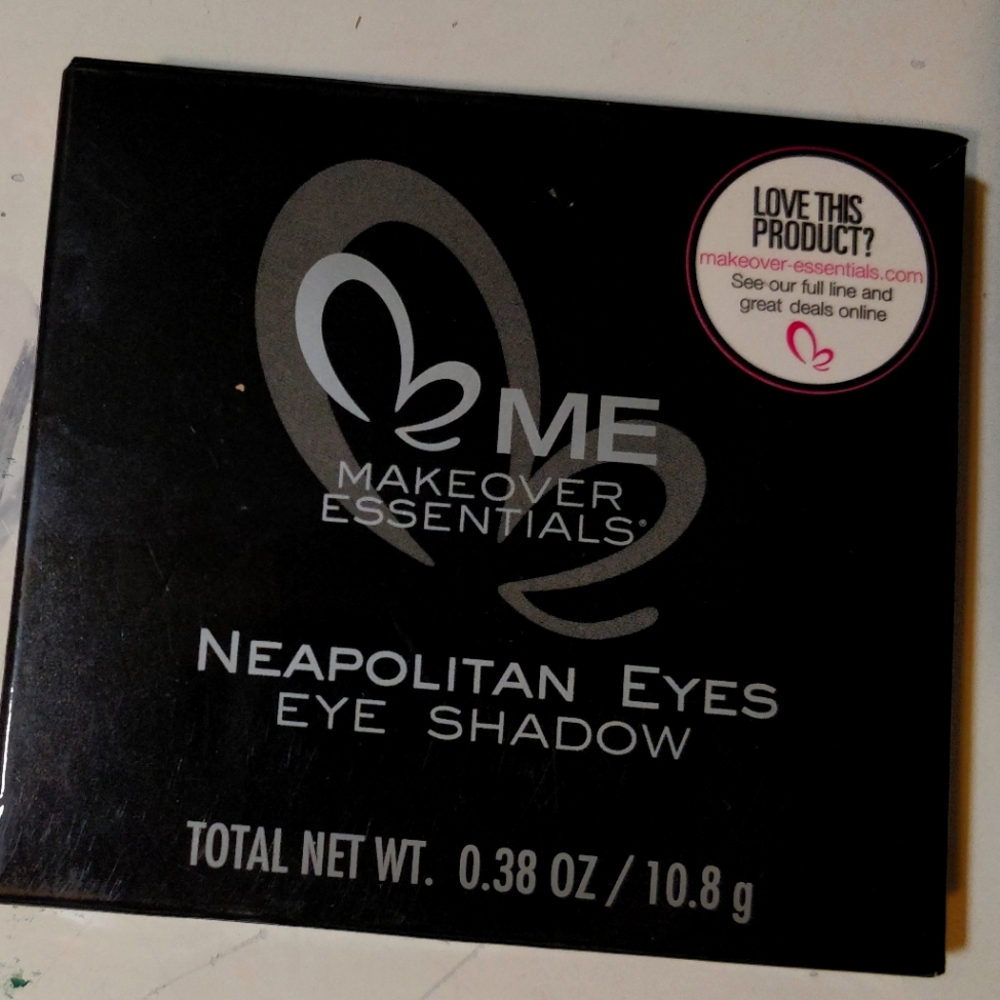 LOVE THIS
PRODUCT?
makeover-essentials.com
See our full line and
great deals online
ME
MAKEOVER
ESSENTIALS®
NEAPOLITAN EYES
EYE SHADOW
TOTAL NET WT. 0.38 OZ / 10.8 g